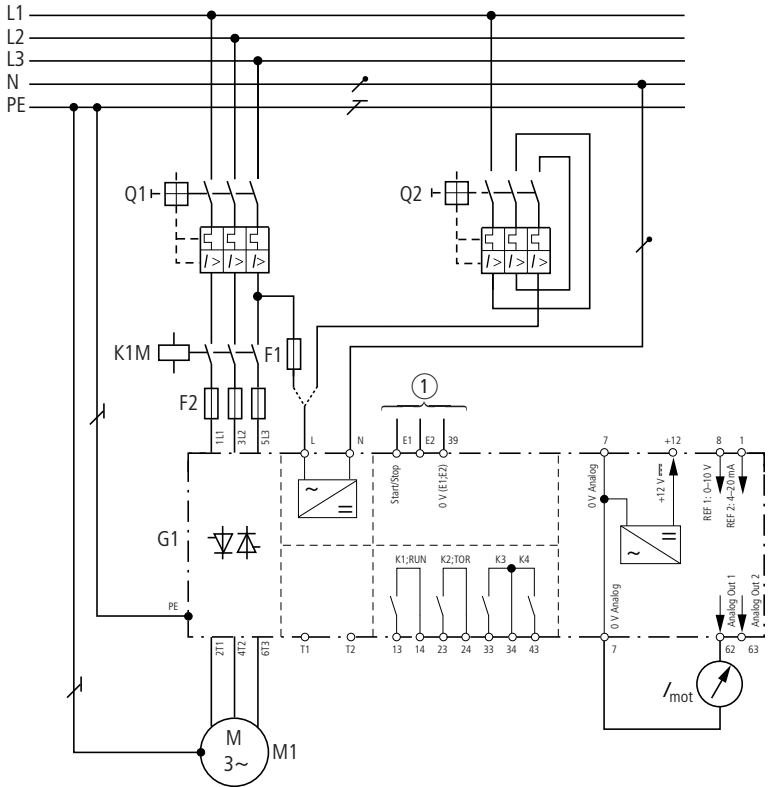 L1
L2
L3
N
PE
Q1
Q2
I>
I>
I>
I>
I>
I>
K1M
F1
F2
1
1L1
3L2
5L3
L
N
E1
E2
39
7
+12
8
1
Start/Stop
0 V (E1;E2)
0 V Analog
+12 V
REF 1: 0–10 V
REF 2: 4–20 mA
~
=
~
=
G1
K1;RUN
K2;TOR
K3
K4
PE
0 V Analog
Analog Out 1
Analog Out 2
2T1
4T2
6T3
T1
T2
13
14
23
24
33
34
43
7
62
63
Imot
M
3~
M1